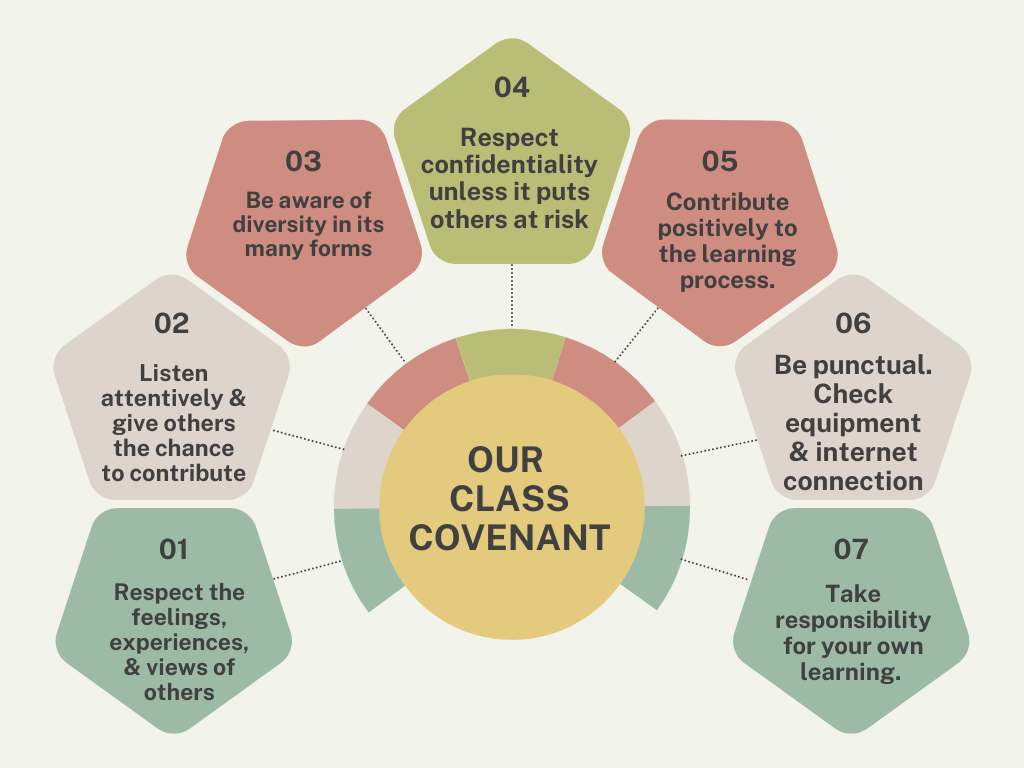 04
Respect
confidentiality
unless it puts
others at risk
03
Be aware of
diversity in its
many forms
05
Contribute
positively to
the learning
process.
02
Listen
attentively &
give others
the chance
to contribute
06
Be punctual.
Check
equipment
& internet
connection
OUR
CLASS
COVENANT
01
Respect the
feelings,
experiences,
& views of
others
07
Take
responsibility
for your own
learning.